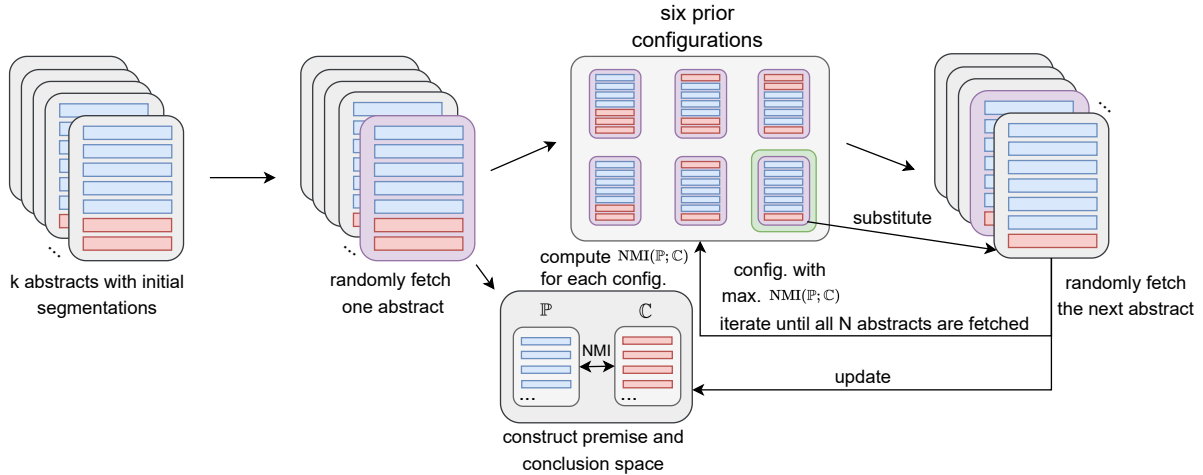 six prior
configurations
k abstracts with initial
segmentations
...
randomly fetch
one abstract
compute NMI(ℙ;ℂ)
for each config.
substitute
config. with
max. NMI(ℙ;ℂ)
iterate until all N abstracts are fetched
...
randomly fetch
the next abstract
ℙ
ℂ
NMI
...
...
update
construct premise and
conclusion space